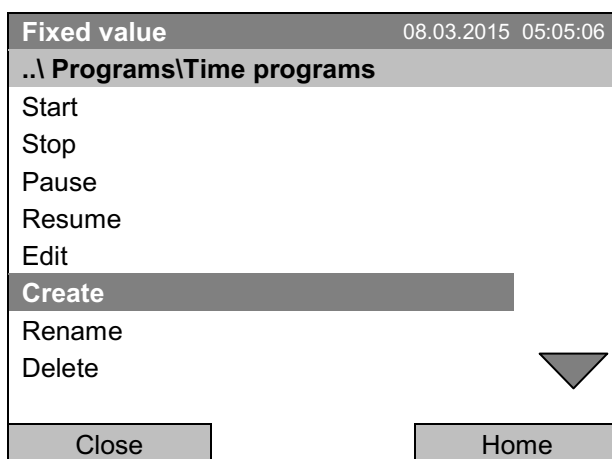 Fixed value 08.03.2015 05:05:06
..\ Programs\Time programs
Start
Stop
Pause
Resume
Edit
Create
Rename
Delete
Close Home